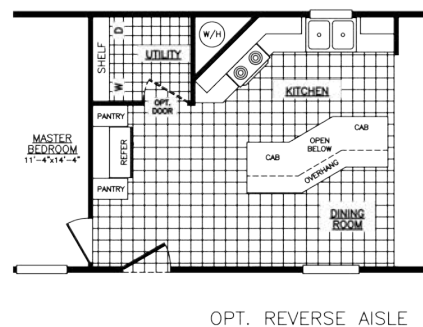 SHELF
D
W
UTILITY
W/H
OPT.
DOOR
KITCHEN
PANTRY
REFER
PANTRY
MASTER
BEDROOM
11'-4"x14'-4"
CAB
OPEN
BELOW
CAB
OVERHANG
DINING
ROOM
OPT. REVERSE AISLE